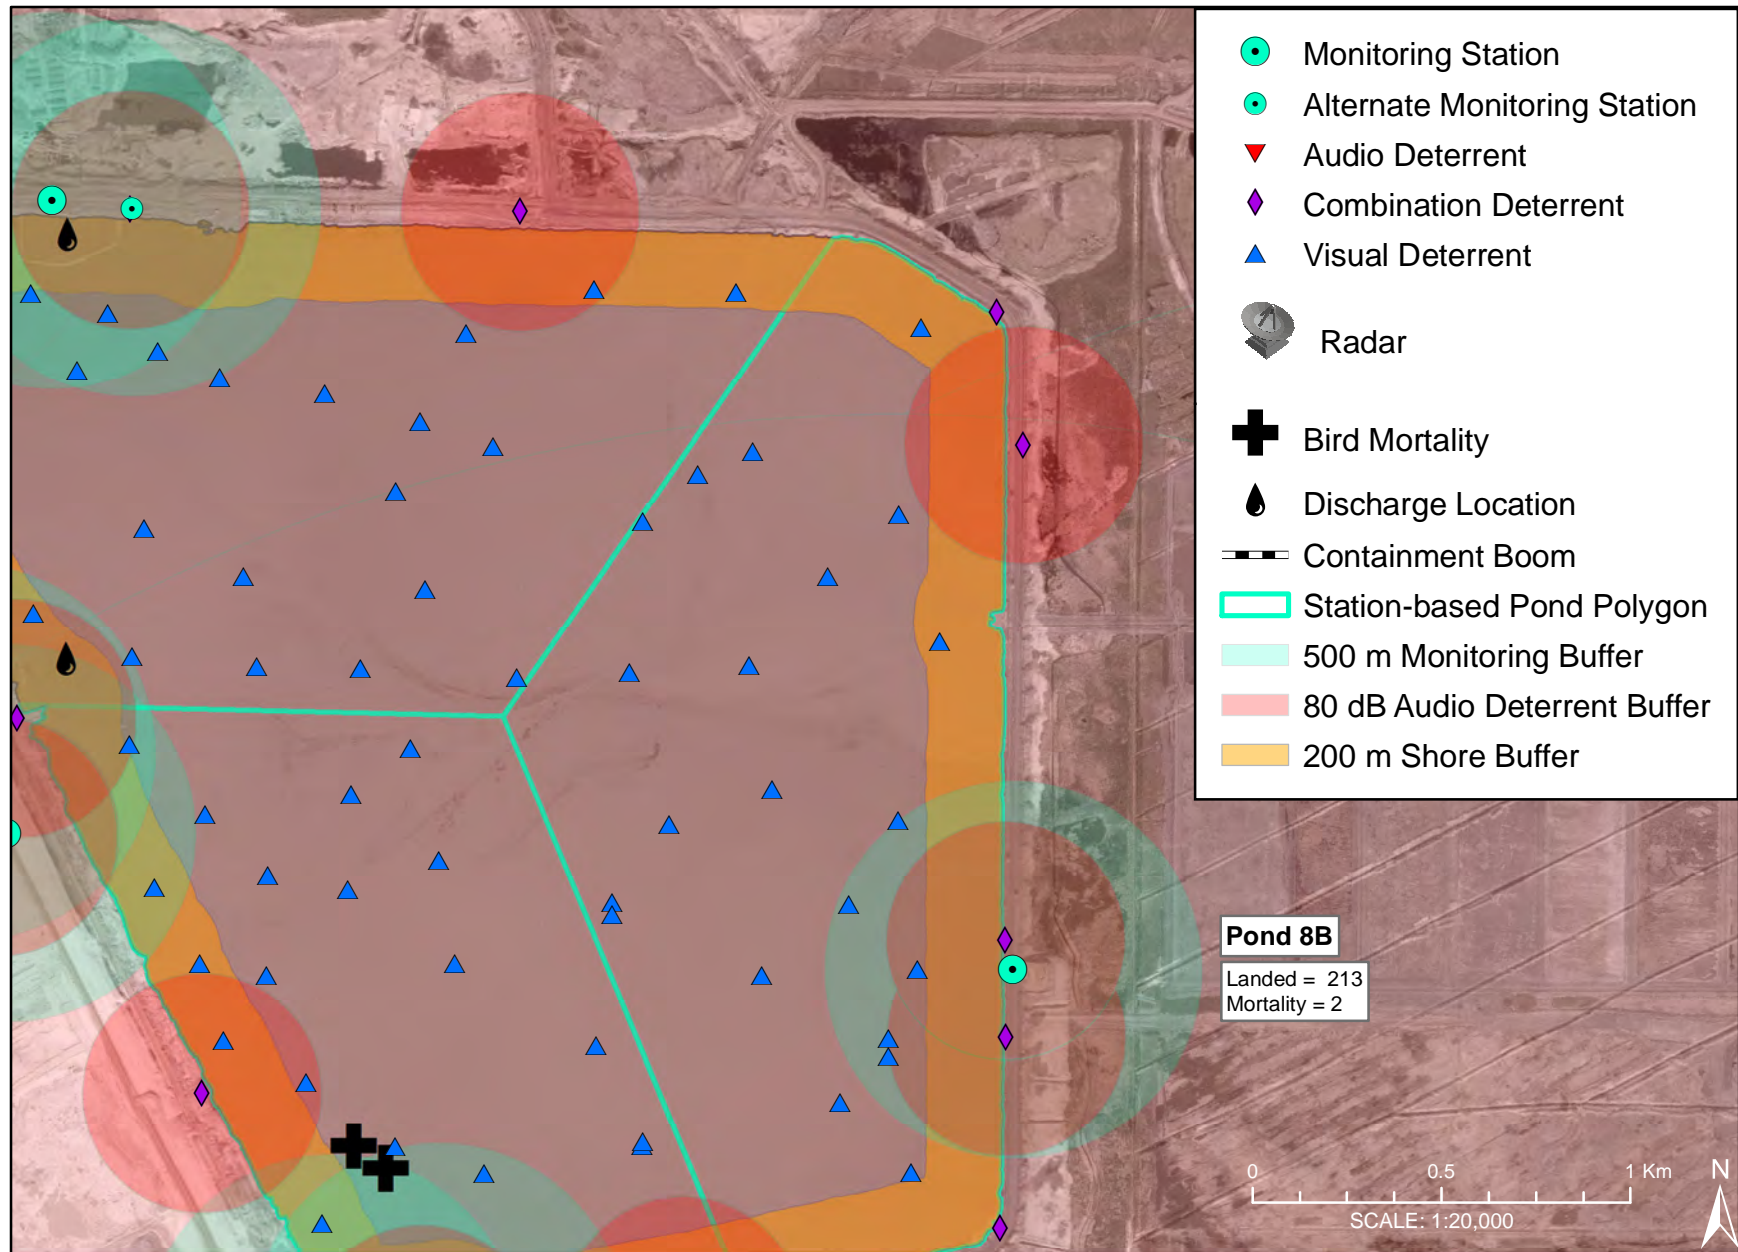 Monitoring Station
Alternate Monitoring Station
Audio Deterrent
Combination Deterrent
Visual Deterrent
Radar
Bird Mortality
Discharge Location
Containment Boom
Station-based Pond Polygon
500 m Monitoring Buffer
80 dB Audio Deterrent Buffer
200 m Shore Buffer
Pond 8B
Landed = 213
Mortality = 2
0 0.5 1 Km
SCALE: 1:20,000
N